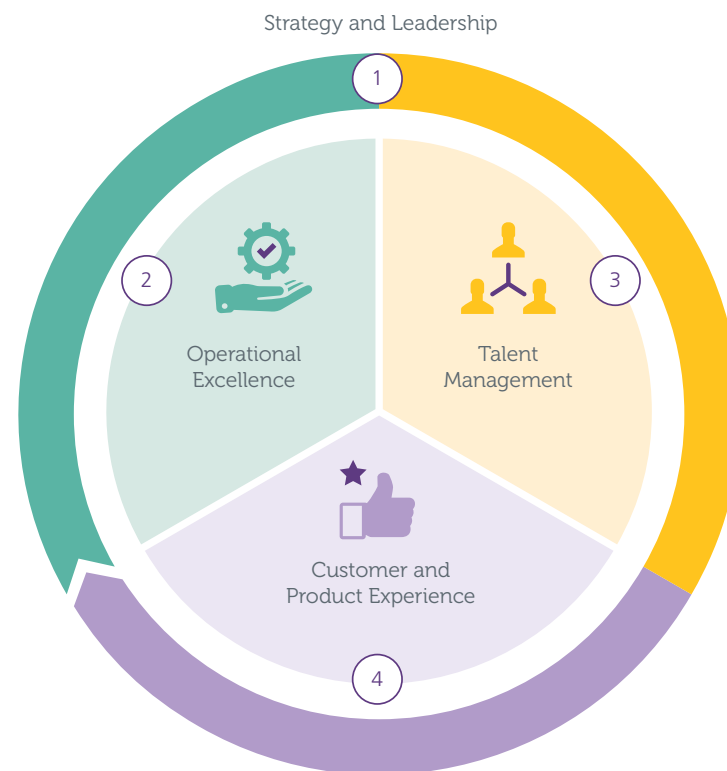 Strategy and Leadership
1
2
3
Operational
Excellence
Talent
Management
Customer and
Product Experience
4